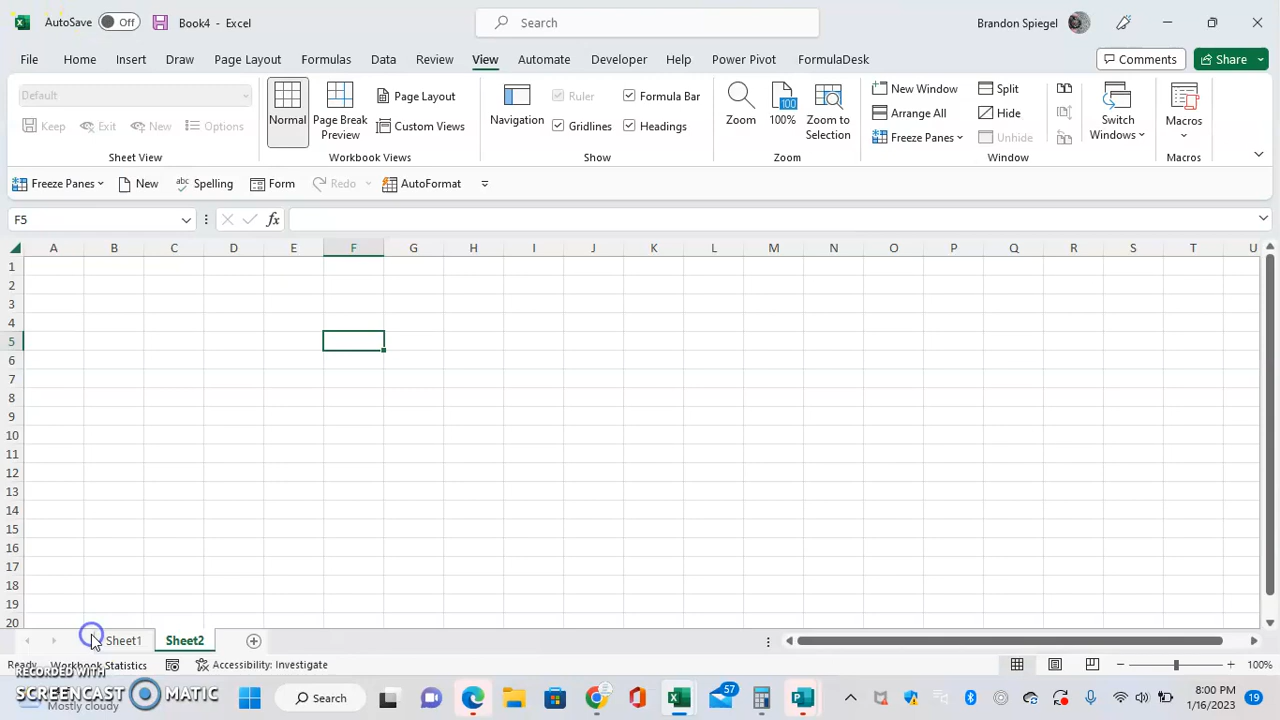 AutoSave Off Book4 - Excel Search Brandon Spiegel
File Home Insert Draw Page Layout Formulas Data Review View Automate Developer Help Power Pivot FormulaDesk Comments Share
Default
Keep Exit New Options
Sheet View
Normal
Page Break Preview
Page Layout
Custom Views
Workbook Views
Navigation
Ruler Formula Bar
Gridlines Headings
Show
Zoom
100
100%
Zoom to Selection
Zoom
New Window
Arrange All
Freeze Panes
Split
Hide
Unhide
Switch Windows
Window
Macros
Macros
Freeze Panes New abc Spelling Form Redo AutoFormat
F5 fx
A B C D E F G H I J K L M N O P Q R S T U
1
2
3
4
5
6
7
8
9
10
11
12
13
14
15
16
17
18
19
20
Sheet1 Sheet2
Ready Workbook Statistics Accessibility: Investigate 100%
RECORDED WITH
SCREENCAST MATIC
Mostly cloudy
Search
57
8:00 PM
1/16/2023
19